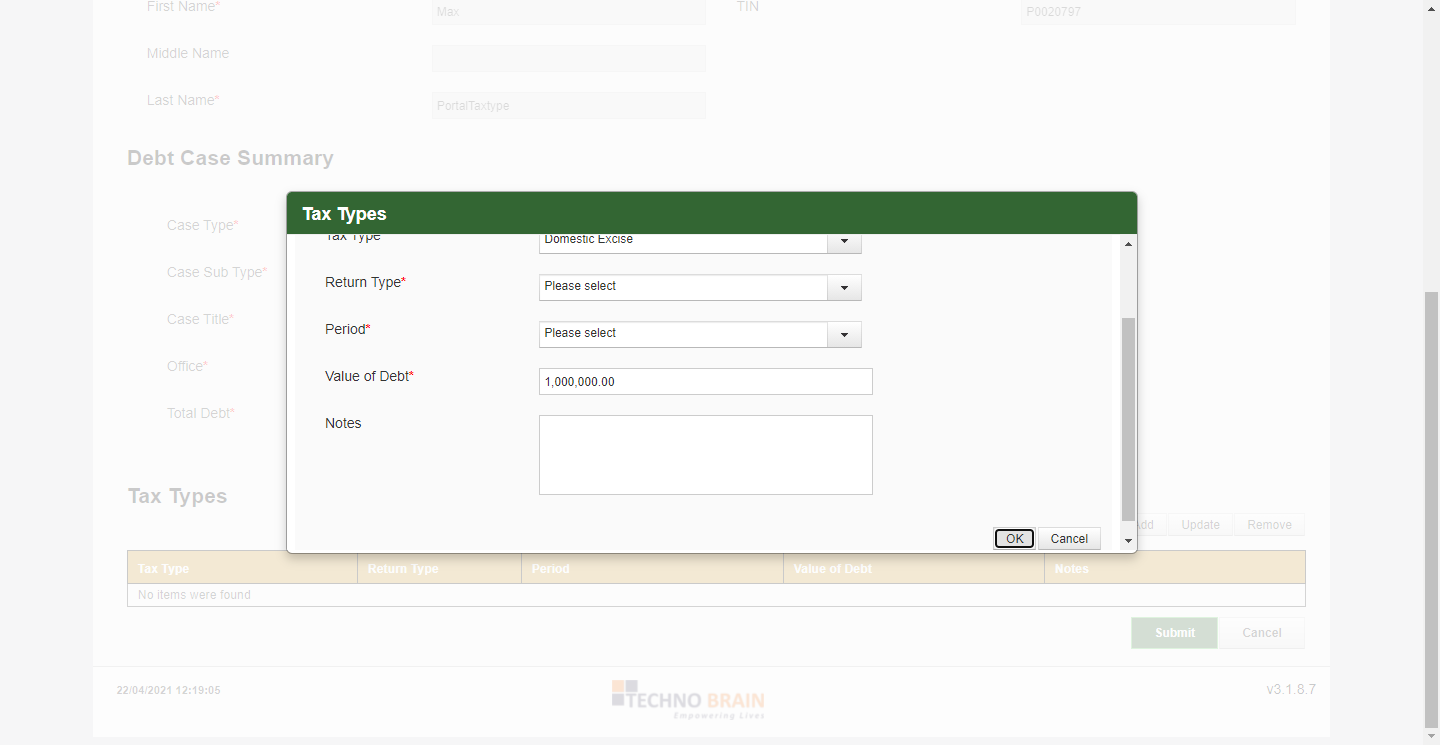 First Name* Max TIN P0020797
Middle Name
Last Name* PortalTaxtype
Debt Case Summary
Case Type*
Case Sub Type*
Case Title*
Office*
Total Debt*
Tax Types
Tax Type Domestic Excise
Return Type* Please select
Period* Please select
Value of Debt* 1,000,000.00
Notes
OK Cancel
Tax Types
Update Remove
Tax Type Return Type Period Value of Debt Notes
No items were found
Submit Cancel
22/04/2021 12:19:05 TECHNO BRAIN v3.1.8.7
Empowering Lives